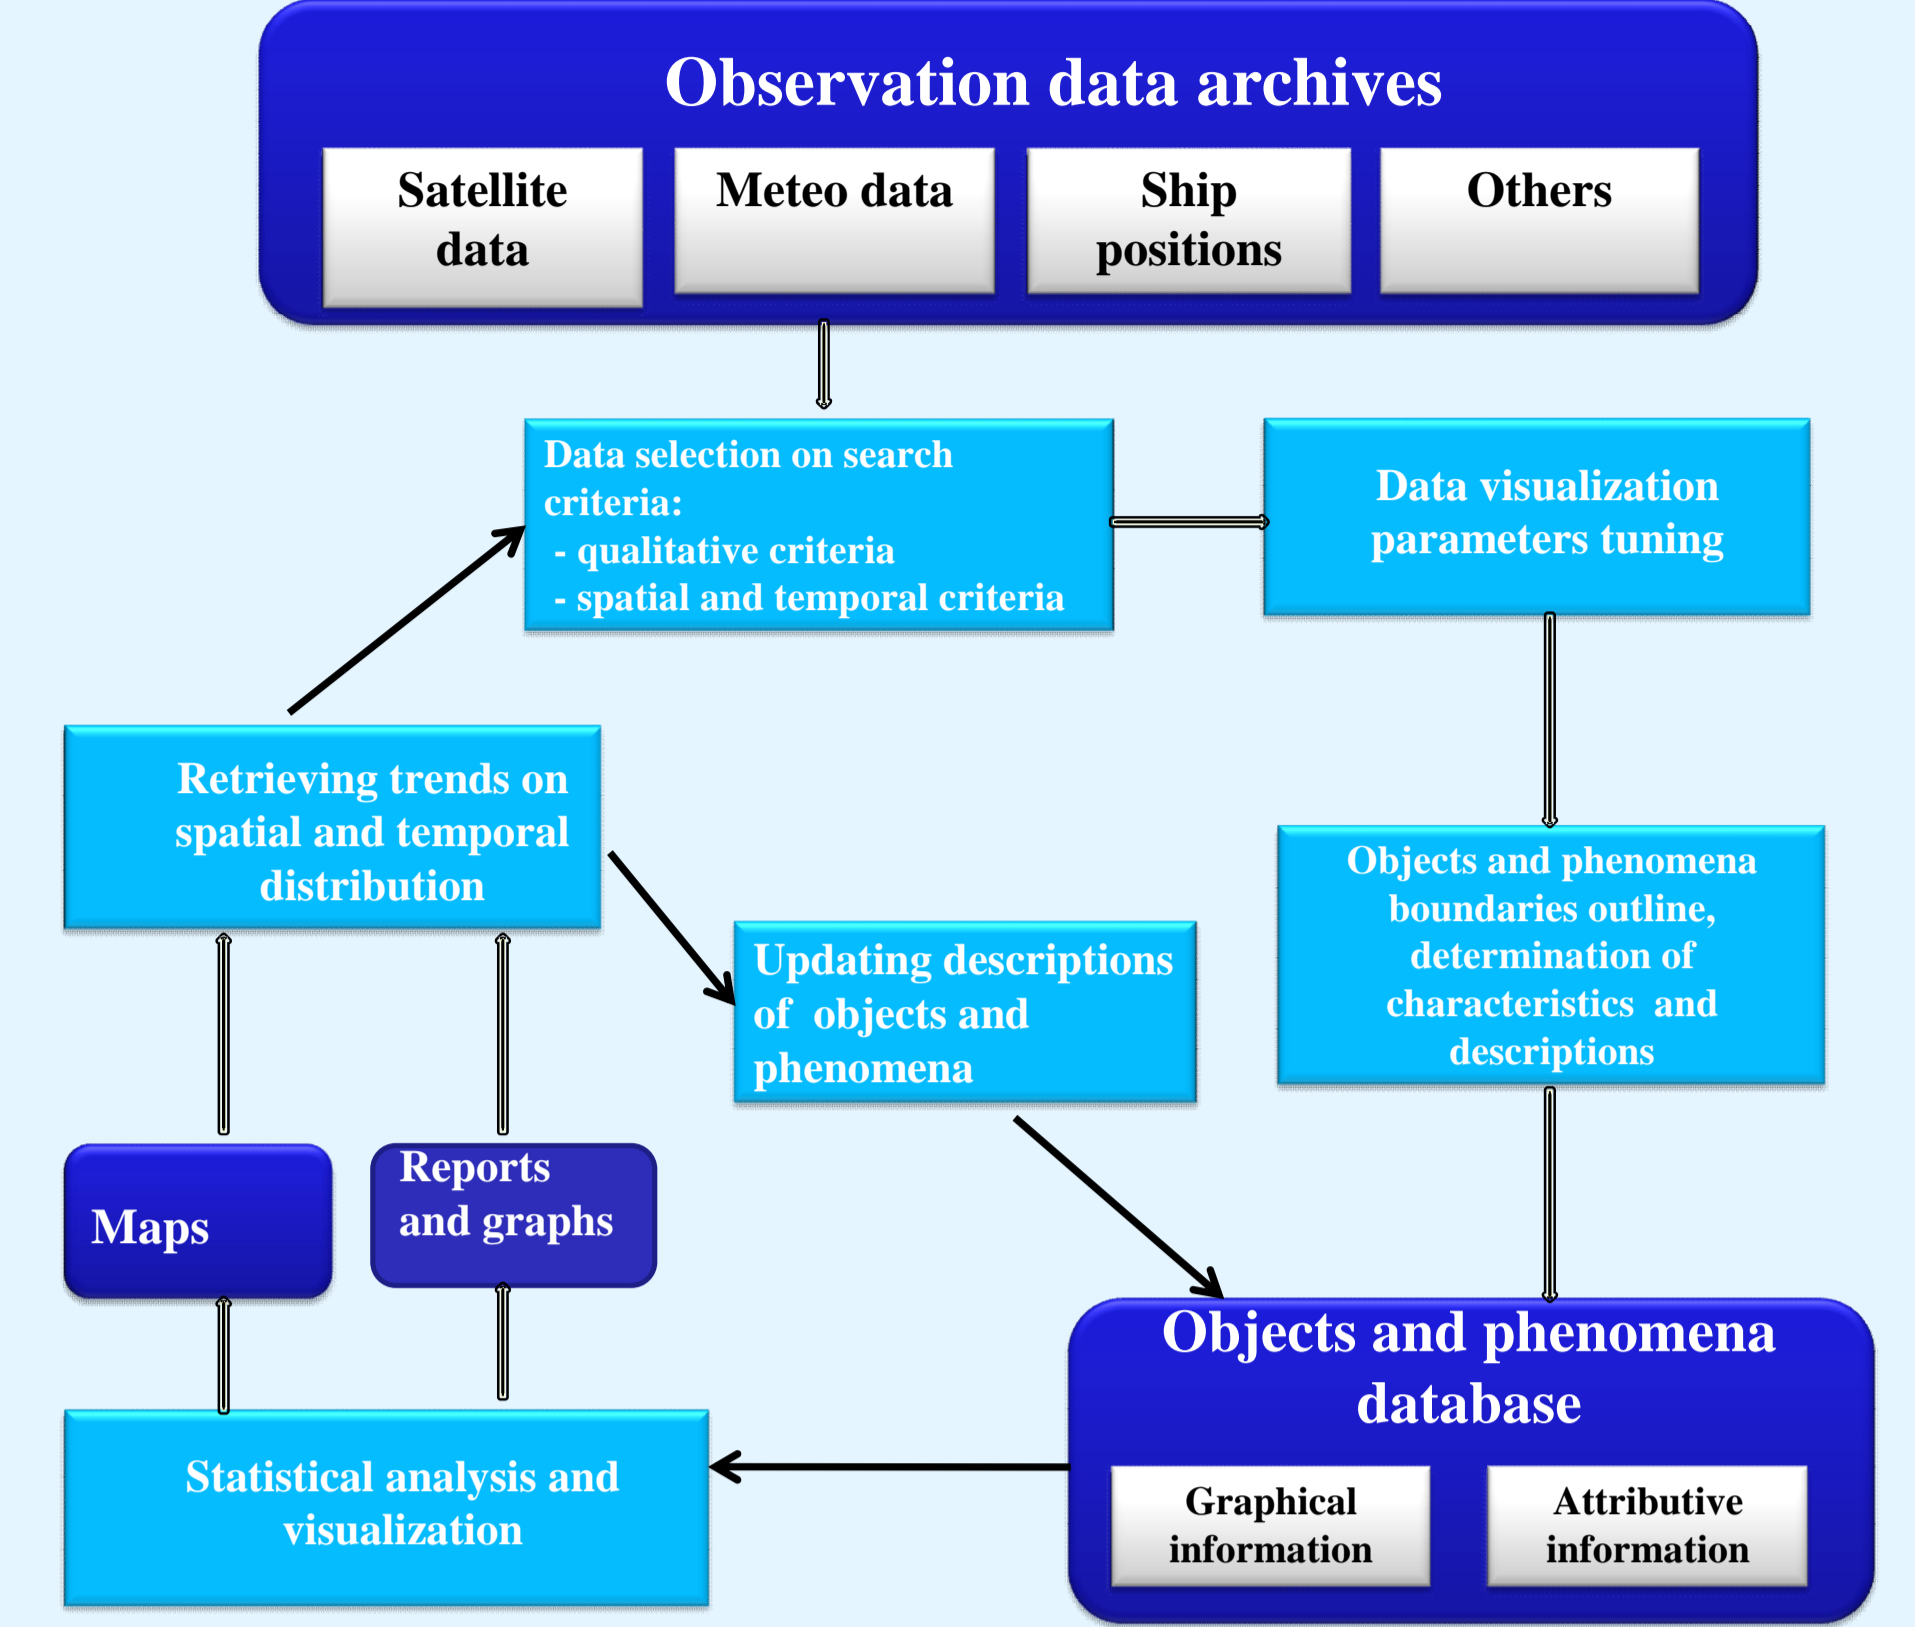 Observation data archives
Satellite
data
Meteo data
Ship
positions
Others
Data selection on search
criteria:
- qualitative criteria
- spatial and temporal criteria
Data visualization
parameters tuning
Retrieving trends on
spatial and temporal
distribution
Objects and phenomena
boundaries outline,
determination of
characteristics and
descriptions
Updating descriptions
of objects and
phenomena
Maps
Reports
and graphs
Objects and phenomena
database
Graphical
information
Attributive
information
Statistical analysis and
visualization